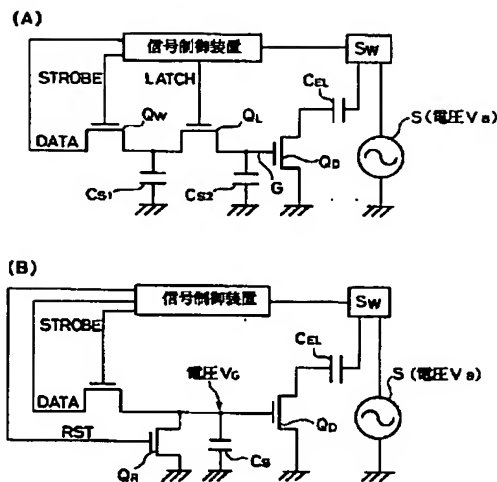 (A)
信号制御装置
SW
STROBE
LATCH
CEL
S(電圧Va)
QW
QL
DATA
QD
CS1
CS2
G
(B)
信号制御装置
SW
STROBE
CEL
電圧VG
S(電圧Va)
DATA
QD
RST
CS
QR